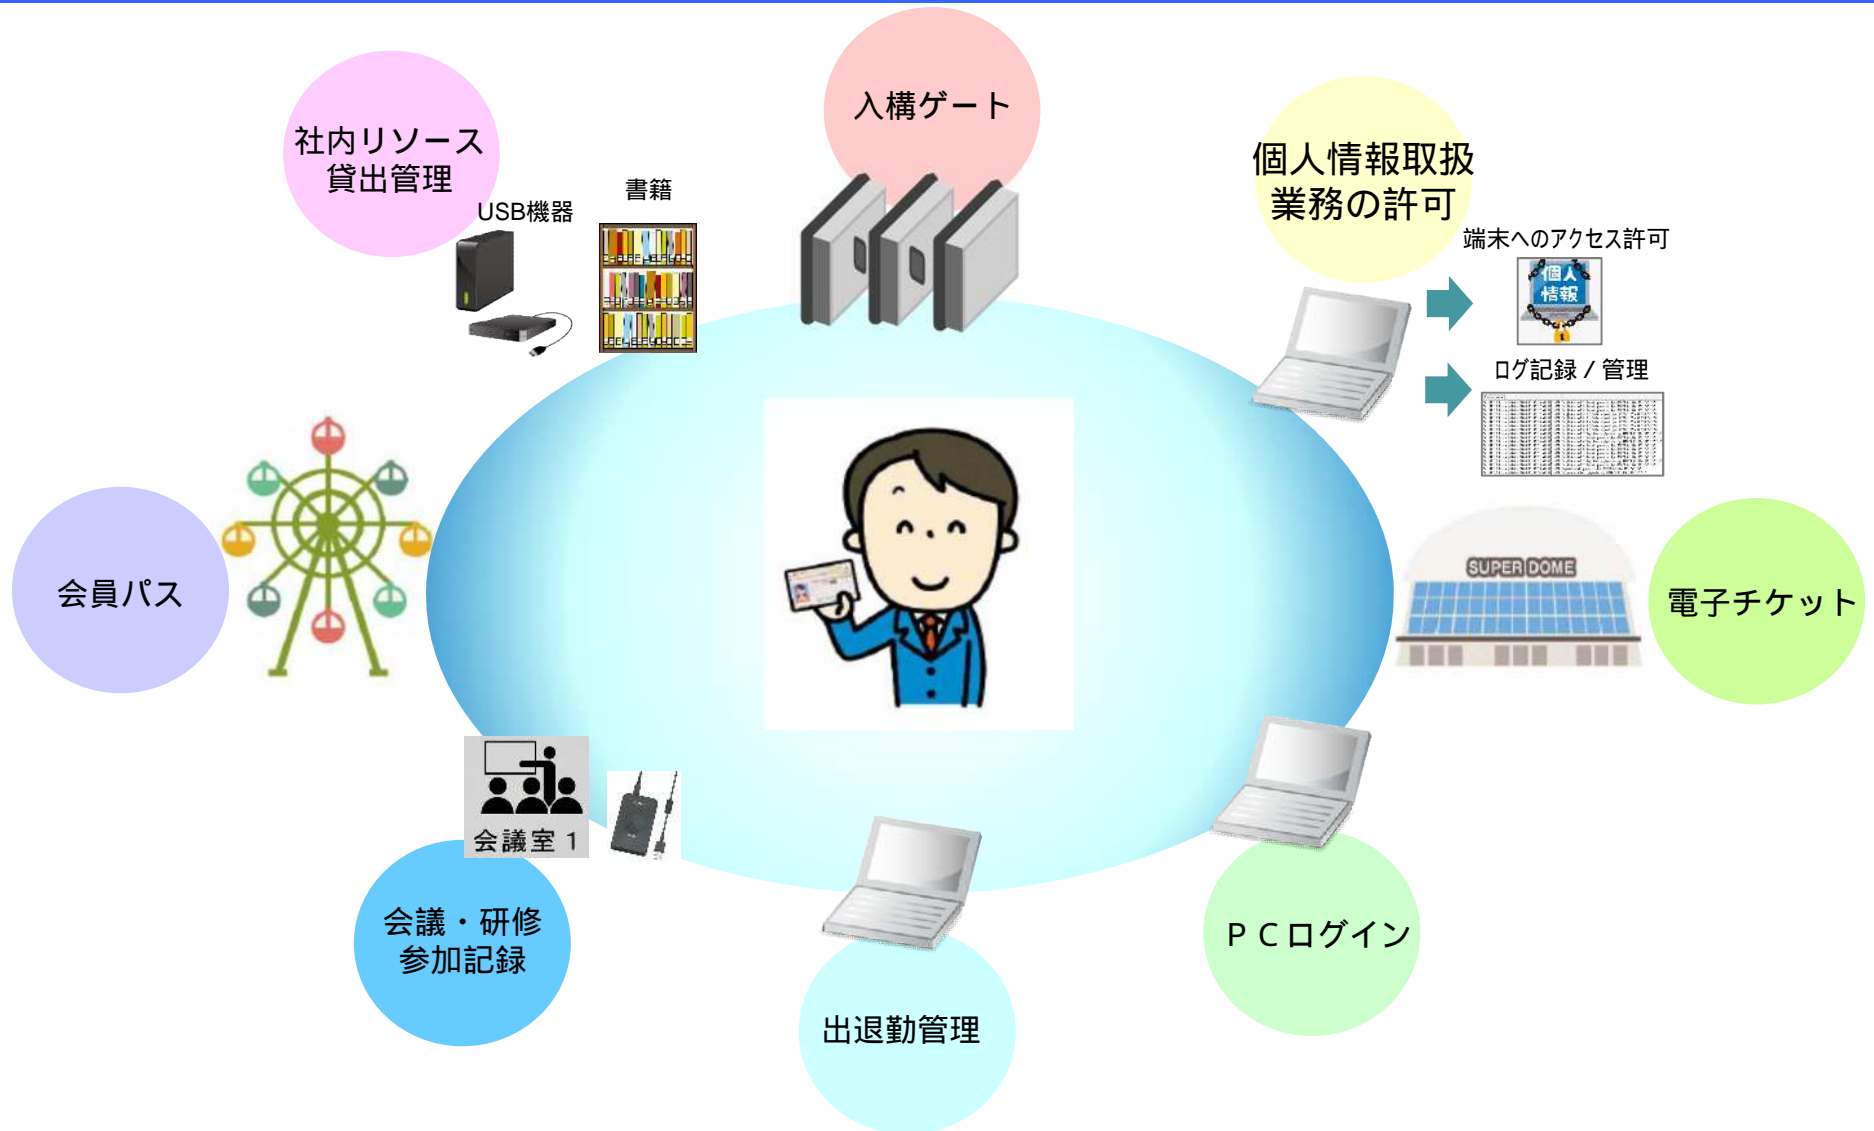 入構ゲート
社内リソース
貸出管理
USB機器
書籍
個人情報取扱
業務の許可
端末へのアクセス許可
個人
情報
ログ記録 / 管理
会員パス
SUPER DOME
電子チケット
会議室 1
会議・研修
参加記録
出退勤管理
ＰＣログイン